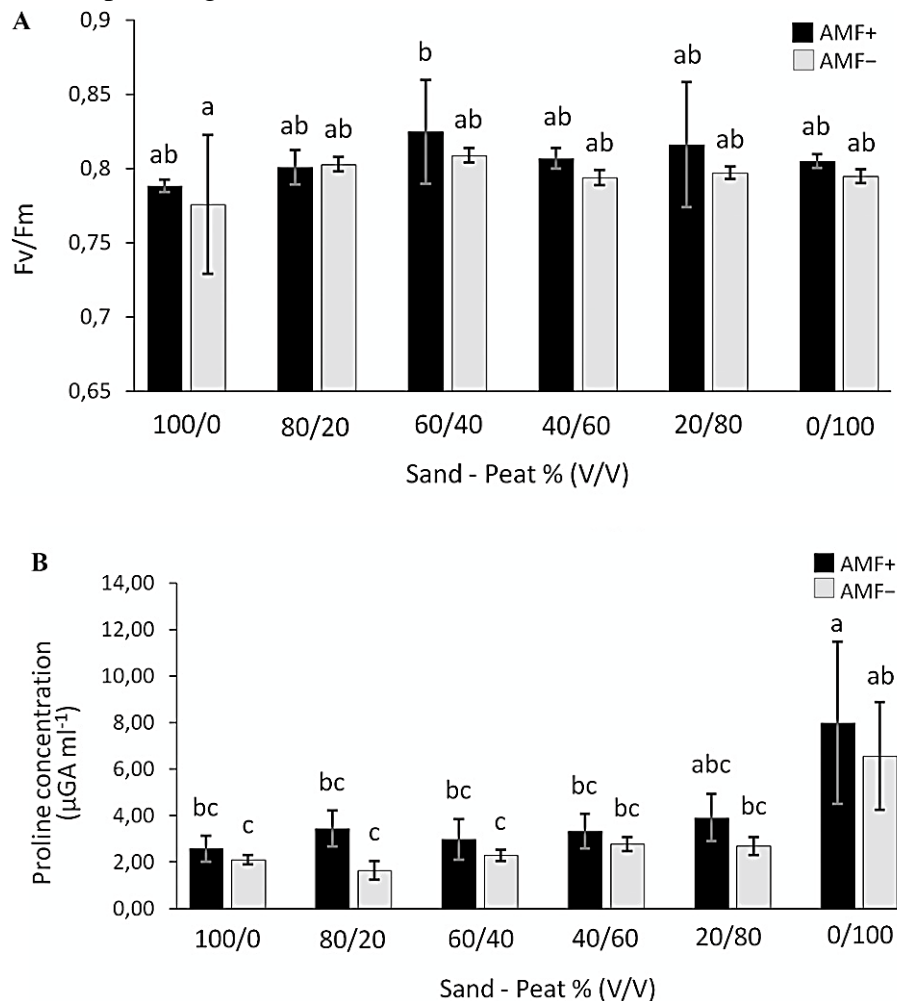 A
0,9
0,85
0,8
0,75
0,7
0,65
Fv/Fm
AMF+
AMF−
ab a ab ab b ab ab ab ab ab ab ab
100/0 80/20 60/40 40/60 20/80 0/100
Sand - Peat % (V/V)
B
14,00
12,00
10,00
8,00
6,00
4,00
2,00
0,00
Proline concentration
(µGA ml-1)
AMF+
AMF−
bc c bc c bc c bc bc abc bc a ab
100/0 80/20 60/40 40/60 20/80 0/100
Sand - Peat % (V/V)